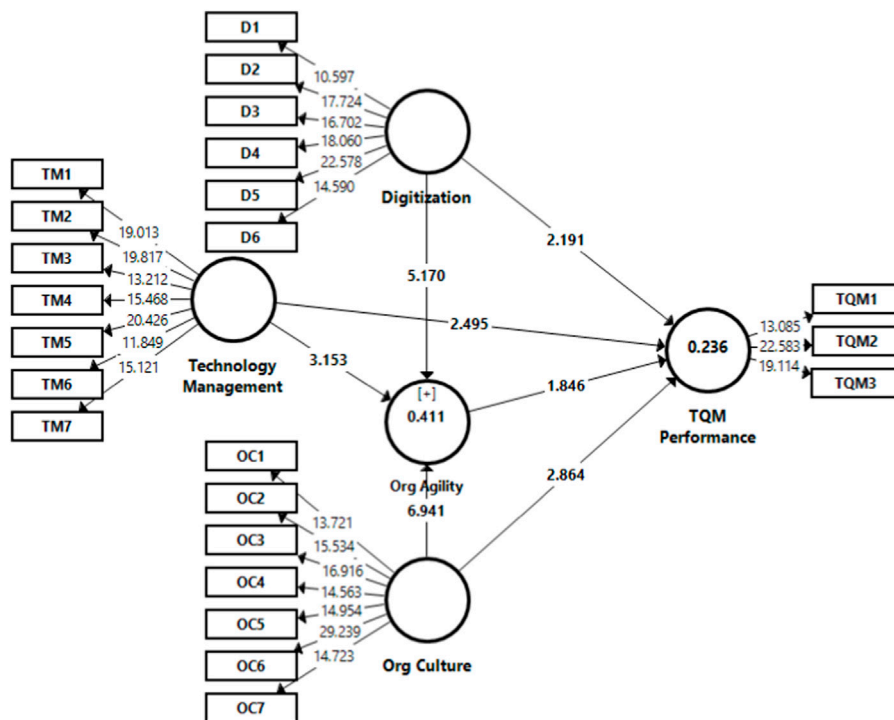 D1
D2
D3
D4
D5
D6
10.597
17.724
16.702
18.060
22.578
14.590
Digitization
TM1
TM2
TM3
TM4
TM5
TM6
TM7
19.013
19.817
13.212
15.468
20.426
11.849
15.121
Technology
Management
5.170
2.191
2.495
3.153
[+]
0.411
Org Agility
1.846
6.941
2.864
0.236
TQM
Performance
13.085
22.583
19.114
TQM1
TQM2
TQM3
OC1
OC2
OC3
OC4
OC5
OC6
OC7
13.721
15.534
16.916
14.563
14.954
29.239
14.723
Org Culture